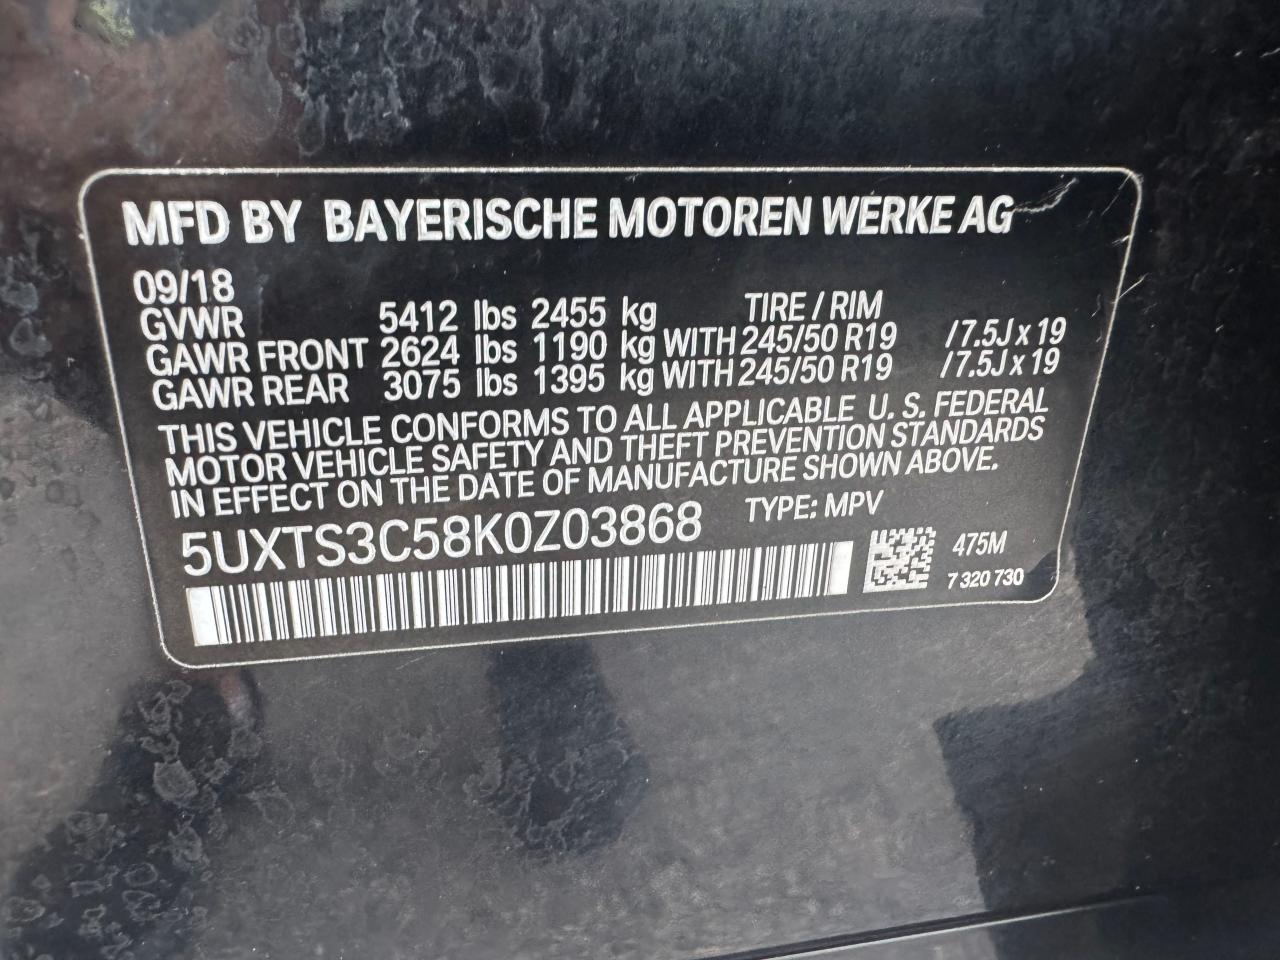 MFD BY BAYERISCHE MOTOREN WERKE AG
09/18
GVWR 5412 lbs 2455 kg TIRE / RIM
GAWR FRONT 2624 lbs 1190 kg WITH 245/50 R19 /7.5J x 19
GAWR REAR 3075 lbs 1395 kg WITH 245/50 R19 /7.5J x 19
THIS VEHICLE CONFORMS TO ALL APPLICABLE U. S. FEDERAL
MOTOR VEHICLE SAFETY AND THEFT PREVENTION STANDARDS
IN EFFECT ON THE DATE OF MANUFACTURE SHOWN ABOVE.
5UXTS3C58K0Z03868 TYPE: MPV
475M
7 320 730